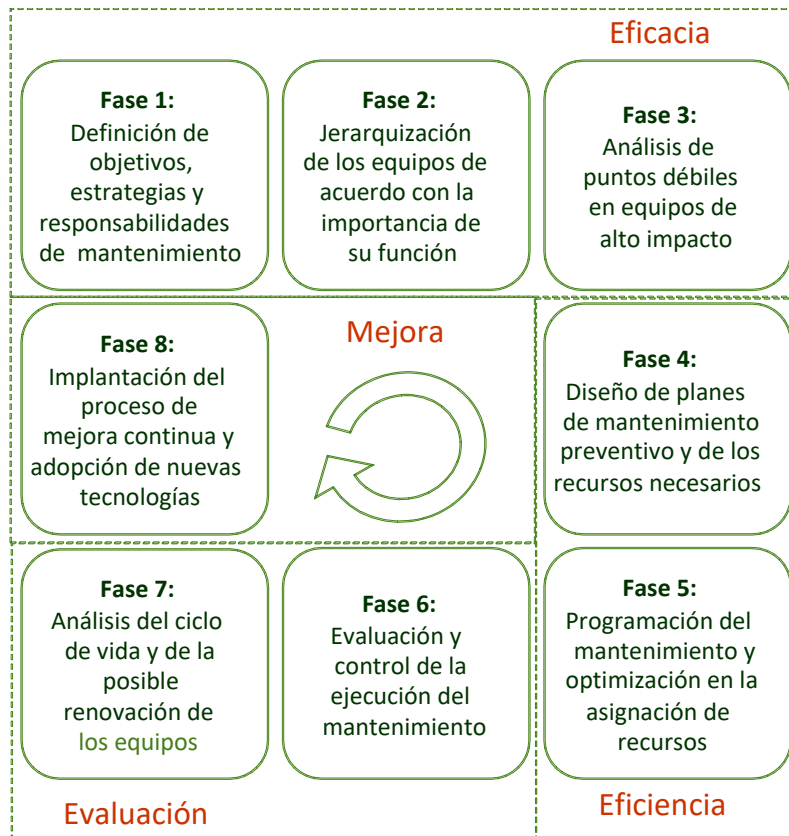 Eficacia
Fase 1:
Definición de
objetivos,
estrategias y
responsabilidades
de mantenimiento
Fase 2:
Jerarquización
de los equipos de
acuerdo con la
importancia de
su función
Fase 3:
Análisis de
puntos débiles
en equipos de
alto impacto
Fase 8:
Implantación del
proceso de
mejora continua y
adopción de nuevas
tecnologías
Mejora
Fase 4:
Diseño de planes
de mantenimiento
preventivo y de los
recursos necesarios
Fase 7:
Análisis del ciclo
de vida y de la
posible
renovación de
los equipos
Fase 6:
Evaluación y
control de la
ejecución del
mantenimiento
Fase 5:
Programación del
mantenimiento y
optimización en la
asignación de
recursos
Evaluación
Eficiencia